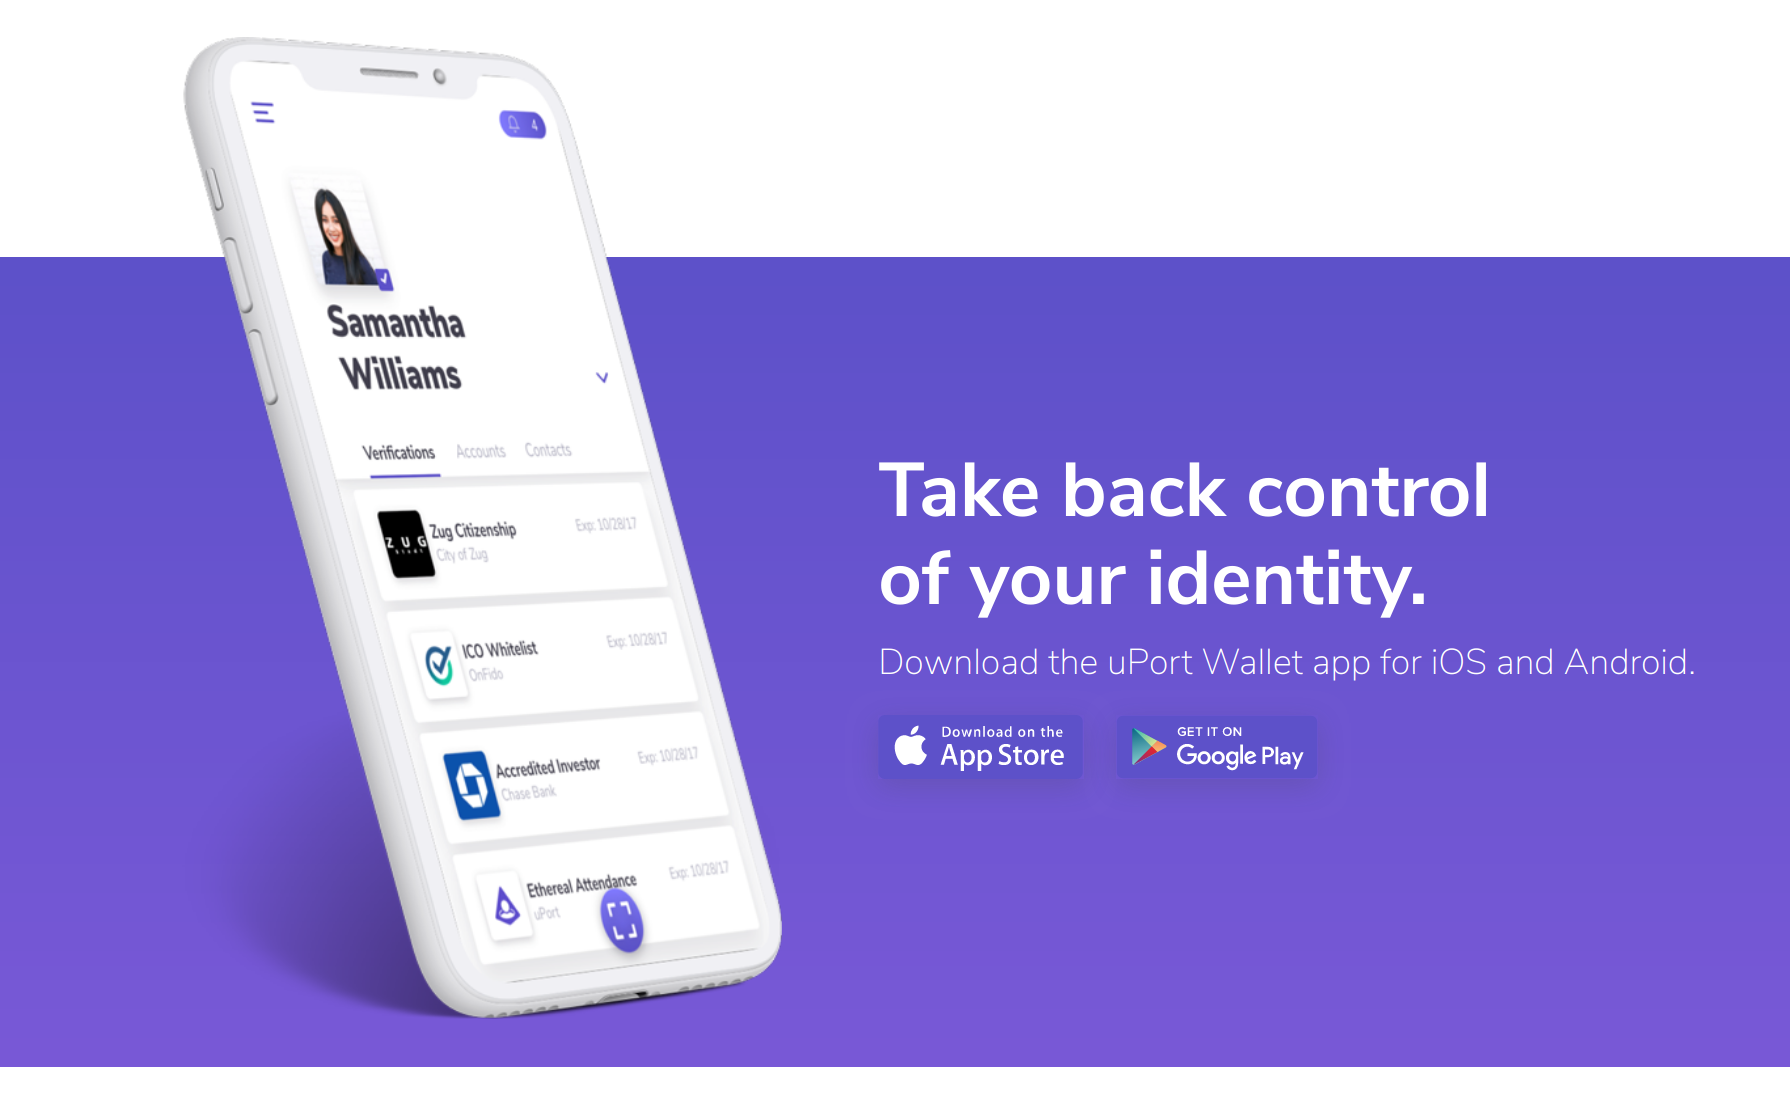 4
Samantha
Williams
Verifications Accounts Contacts
ZUG
Zug Citizenship
City of Zug
Exp: 10/28/17
ICO Whitelist
OnFido
Exp: 10/28/17
Accredited Investor
Chase Bank
Exp: 10/28/17
Ethereal Attendance
uPort
Exp: 10/28/17
Take back control
of your identity.
Download the uPort Wallet app for iOS and Android.
Download on the
App Store
GET IT ON
Google Play